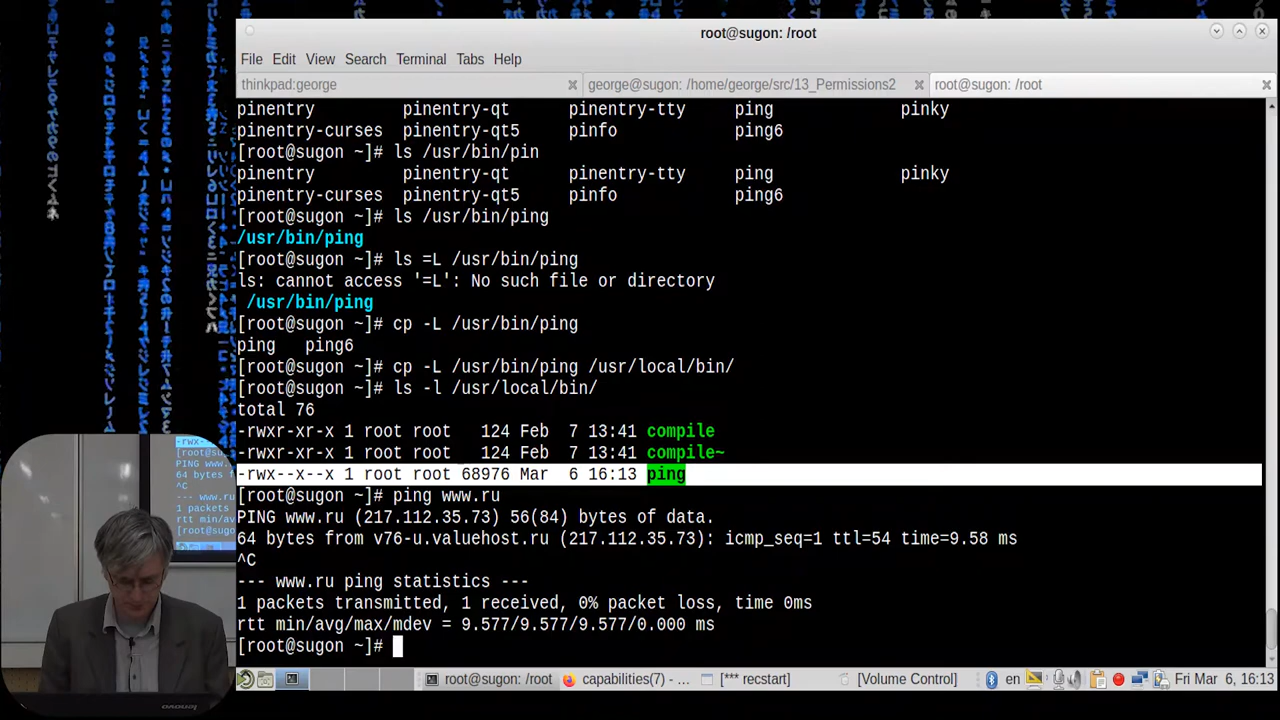 root@sugon: /root
File Edit View Search Terminal Tabs Help
thinkpad:george george@sugon: /home/george/src/13_Permissions2 root@sugon: /root
pinentry pinentry-qt pinentry-tty ping pinky
pinentry-curses pinentry-qt5 pinfo ping6
[root@sugon ~]# ls /usr/bin/pin
pinentry pinentry-qt pinentry-tty ping pinky
pinentry-curses pinentry-qt5 pinfo ping6
[root@sugon ~]# ls /usr/bin/ping
/usr/bin/ping
[root@sugon ~]# ls =L /usr/bin/ping
ls: cannot access '=L': No such file or directory
/usr/bin/ping
[root@sugon ~]# cp -L /usr/bin/ping
ping ping6
[root@sugon ~]# cp -L /usr/bin/ping /usr/local/bin/
[root@sugon ~]# ls -l /usr/local/bin/
total 76
-rwxr-xr-x 1 root root 124 Feb 7 13:41 compile
-rwxr-xr-x 1 root root 124 Feb 7 13:41 compile~
-rwx--x--x 1 root root 68976 Mar 6 16:13 ping
[root@sugon ~]# ping www.ru
PING www.ru (217.112.35.73) 56(84) bytes of data.
64 bytes from v76-u.valuehost.ru (217.112.35.73): icmp_seq=1 ttl=54 time=9.58 ms
^C
--- www.ru ping statistics ---
1 packets transmitted, 1 received, 0% packet loss, time 0ms
rtt min/avg/max/mdev = 9.577/9.577/9.577/0.000 ms
[root@sugon ~]#
root@sugon: /root capabilities(7) - ... [*** recstart] [Volume Control] en Fri Mar 6, 16:13